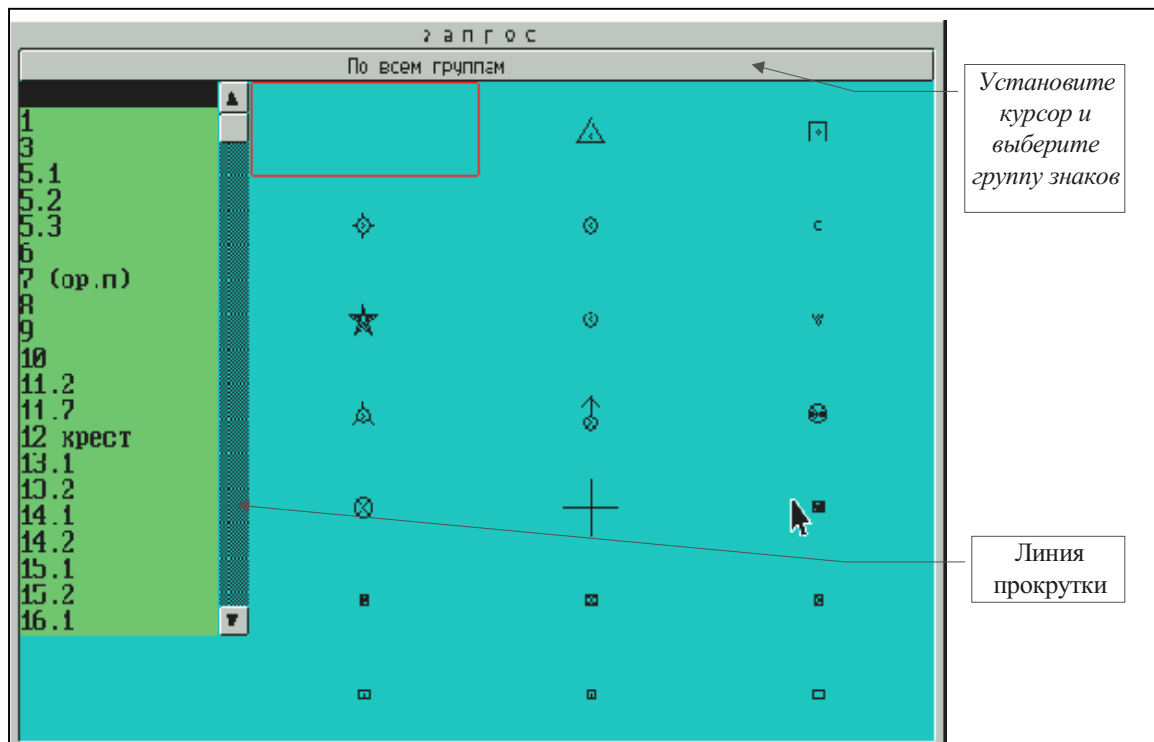 запрос
По всем группам
1
3
5.1
5.2
5.3
6
7 (ор.п)
8
9
10
11.2
11.7
12 крест
13.1
13.2
14.1
14.2
15.1
15.2
16.1
Установите
курсор и
выберите
группу знаков
Линия
прокрутки